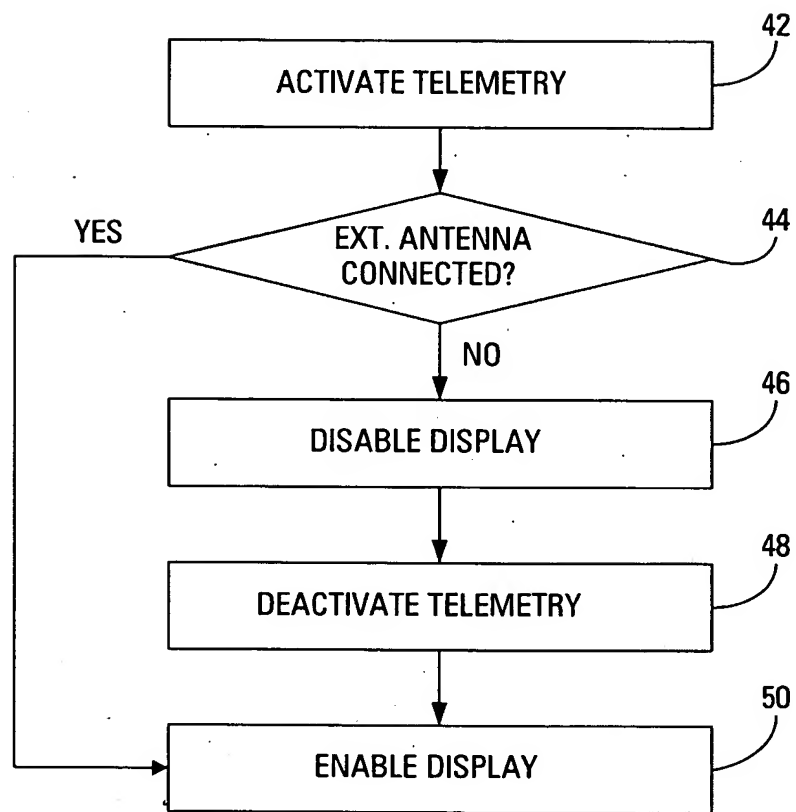 42
ACTIVATE TELEMETRY
YES
EXT. ANTENNA
CONNECTED?
44
NO
46
DISABLE DISPLAY
48
DEACTIVATE TELEMETRY
50
ENABLE DISPLAY